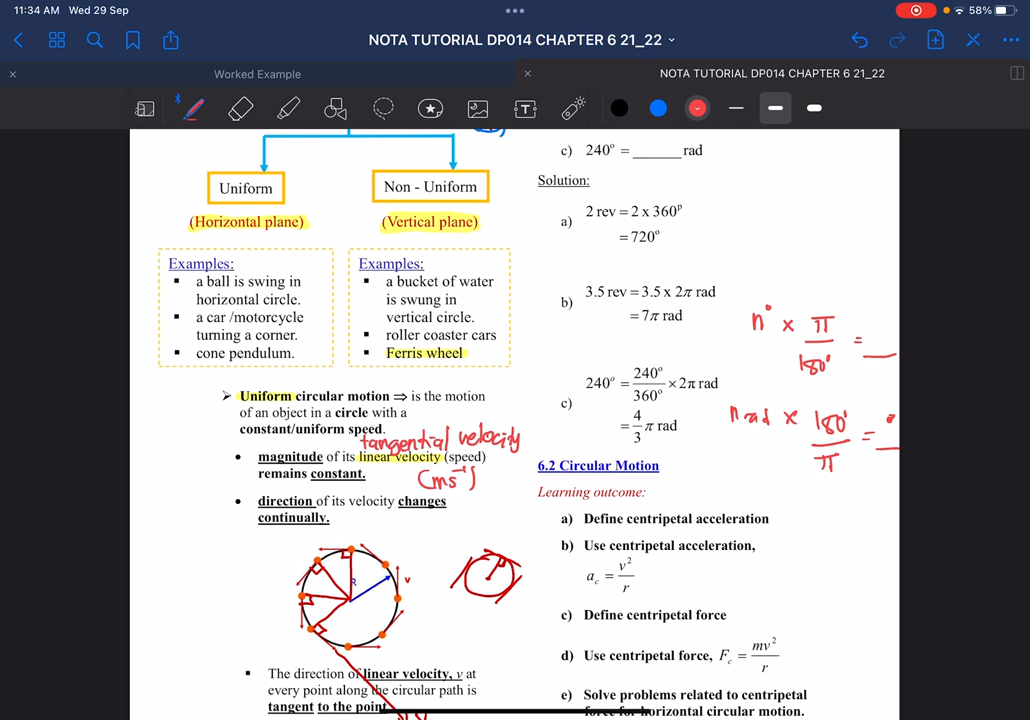 11:34 AM Wed 29 Sep
58%
NOTA TUTORIAL DP014 CHAPTER 6 21_22
Worked Example
NOTA TUTORIAL DP014 CHAPTER 6 21_22
Uniform
Non - Uniform
(Horizontal plane)
(Vertical plane)
Examples:
▪ a ball is swing in
horizontal circle.
▪ a car /motorcycle
turning a corner.
▪ cone pendulum.
Examples:
▪ a bucket of water
is swung in
vertical circle.
▪ roller coaster cars
▪ Ferris wheel
➢ Uniform circular motion ⇒ is the motion
of an object in a circle with a
constant/uniform speed.
tangential velocity
• magnitude of its linear velocity (speed)
remains constant.
(ms⁻¹)
• direction of its velocity changes
continually.
R
v
▪ The direction of linear velocity, v at
every point along the circular path is
tangent to the point
c) 240° = ______ rad
Solution:
a) 2 rev = 2 x 360ᵖ
= 720°
b) 3.5 rev = 3.5 x 2π rad
= 7π rad
c) 240° = 240°/360° × 2π rad
= 4/3 π rad
n° × π/180° = __
n rad × 180°/π = __°
6.2 Circular Motion
Learning outcome:
a) Define centripetal acceleration
b) Use centripetal acceleration,
a_c = v²/r
c) Define centripetal force
d) Use centripetal force, F_c = mv²/r
e) Solve problems related to centripetal
force for horizontal circular motion.